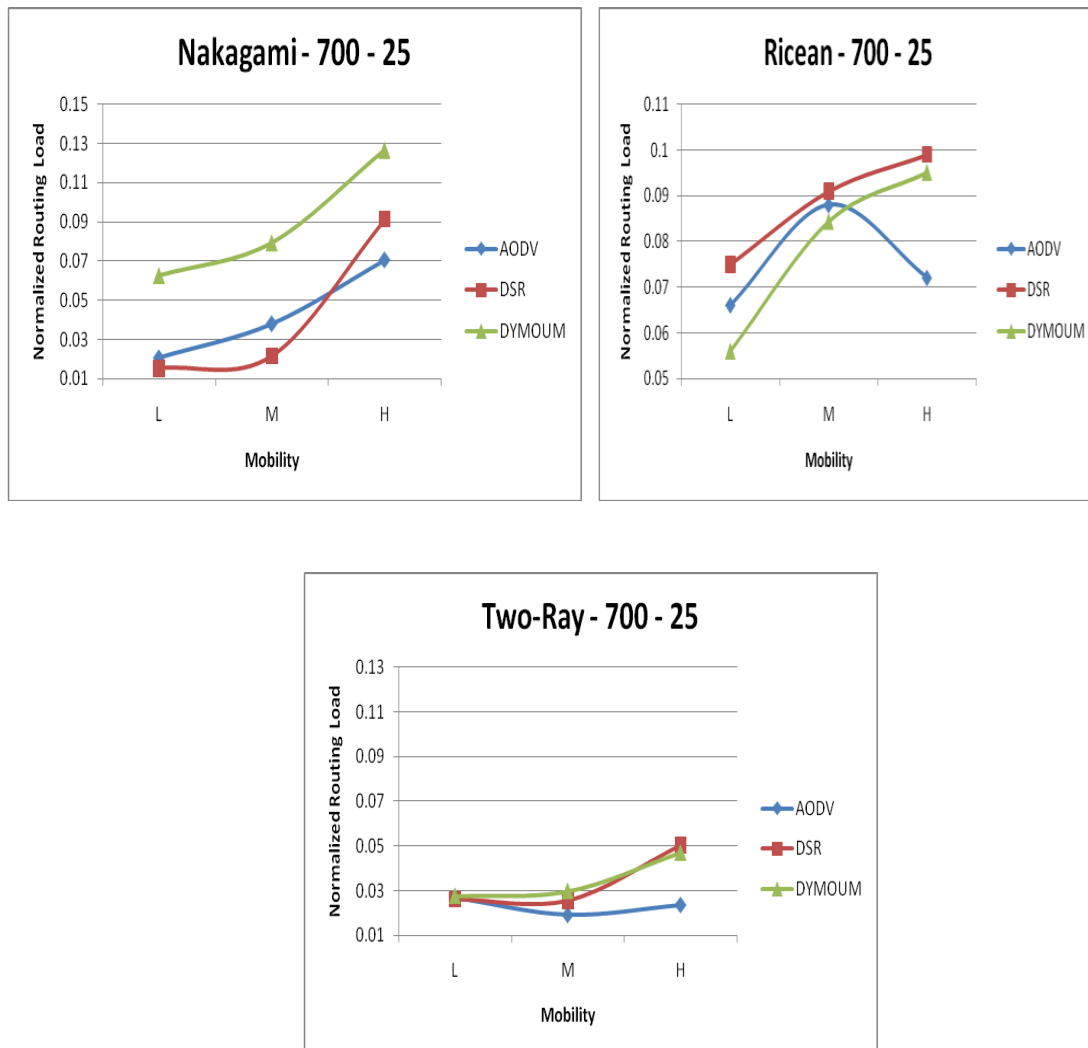 Nakagami - 700 - 25
Normalized Routing Load
0.15
0.13
0.11
0.09
0.07
0.05
0.03
0.01
L M H
Mobility
AODV
DSR
DYMOUM
Ricean - 700 - 25
Normalized Routing Load
0.11
0.1
0.09
0.08
0.07
0.06
0.05
L M H
Mobility
AODV
DSR
DYMOUM
Two-Ray - 700 - 25
Normalized Routing Load
0.13
0.11
0.09
0.07
0.05
0.03
0.01
L M H
Mobility
AODV
DSR
DYMOUM